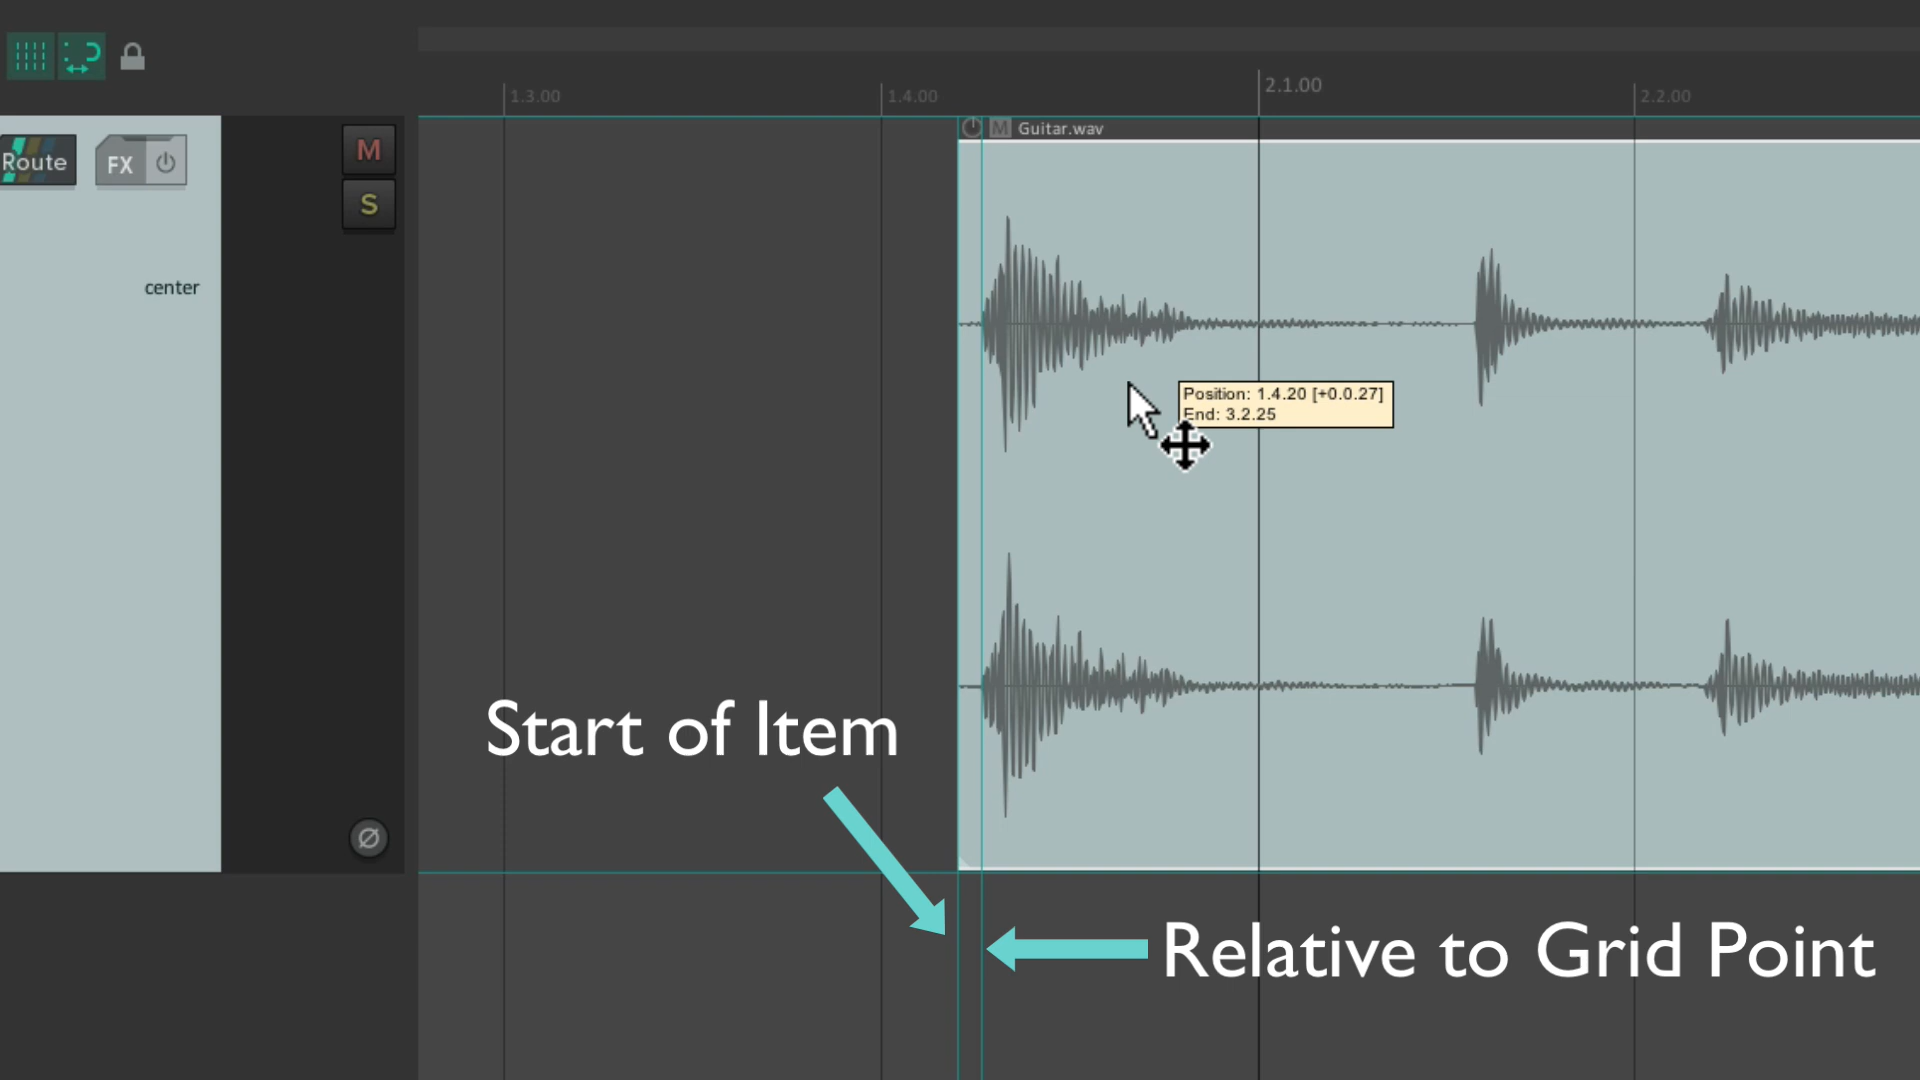 1.3.00
1.4.00
2.1.00
2.2.00
M Guitar.wav
Route
FX
M
S
center
Position: 1.4.20 [+0.0.27]
End: 3.2.25
Start of Item
Relative to Grid Point